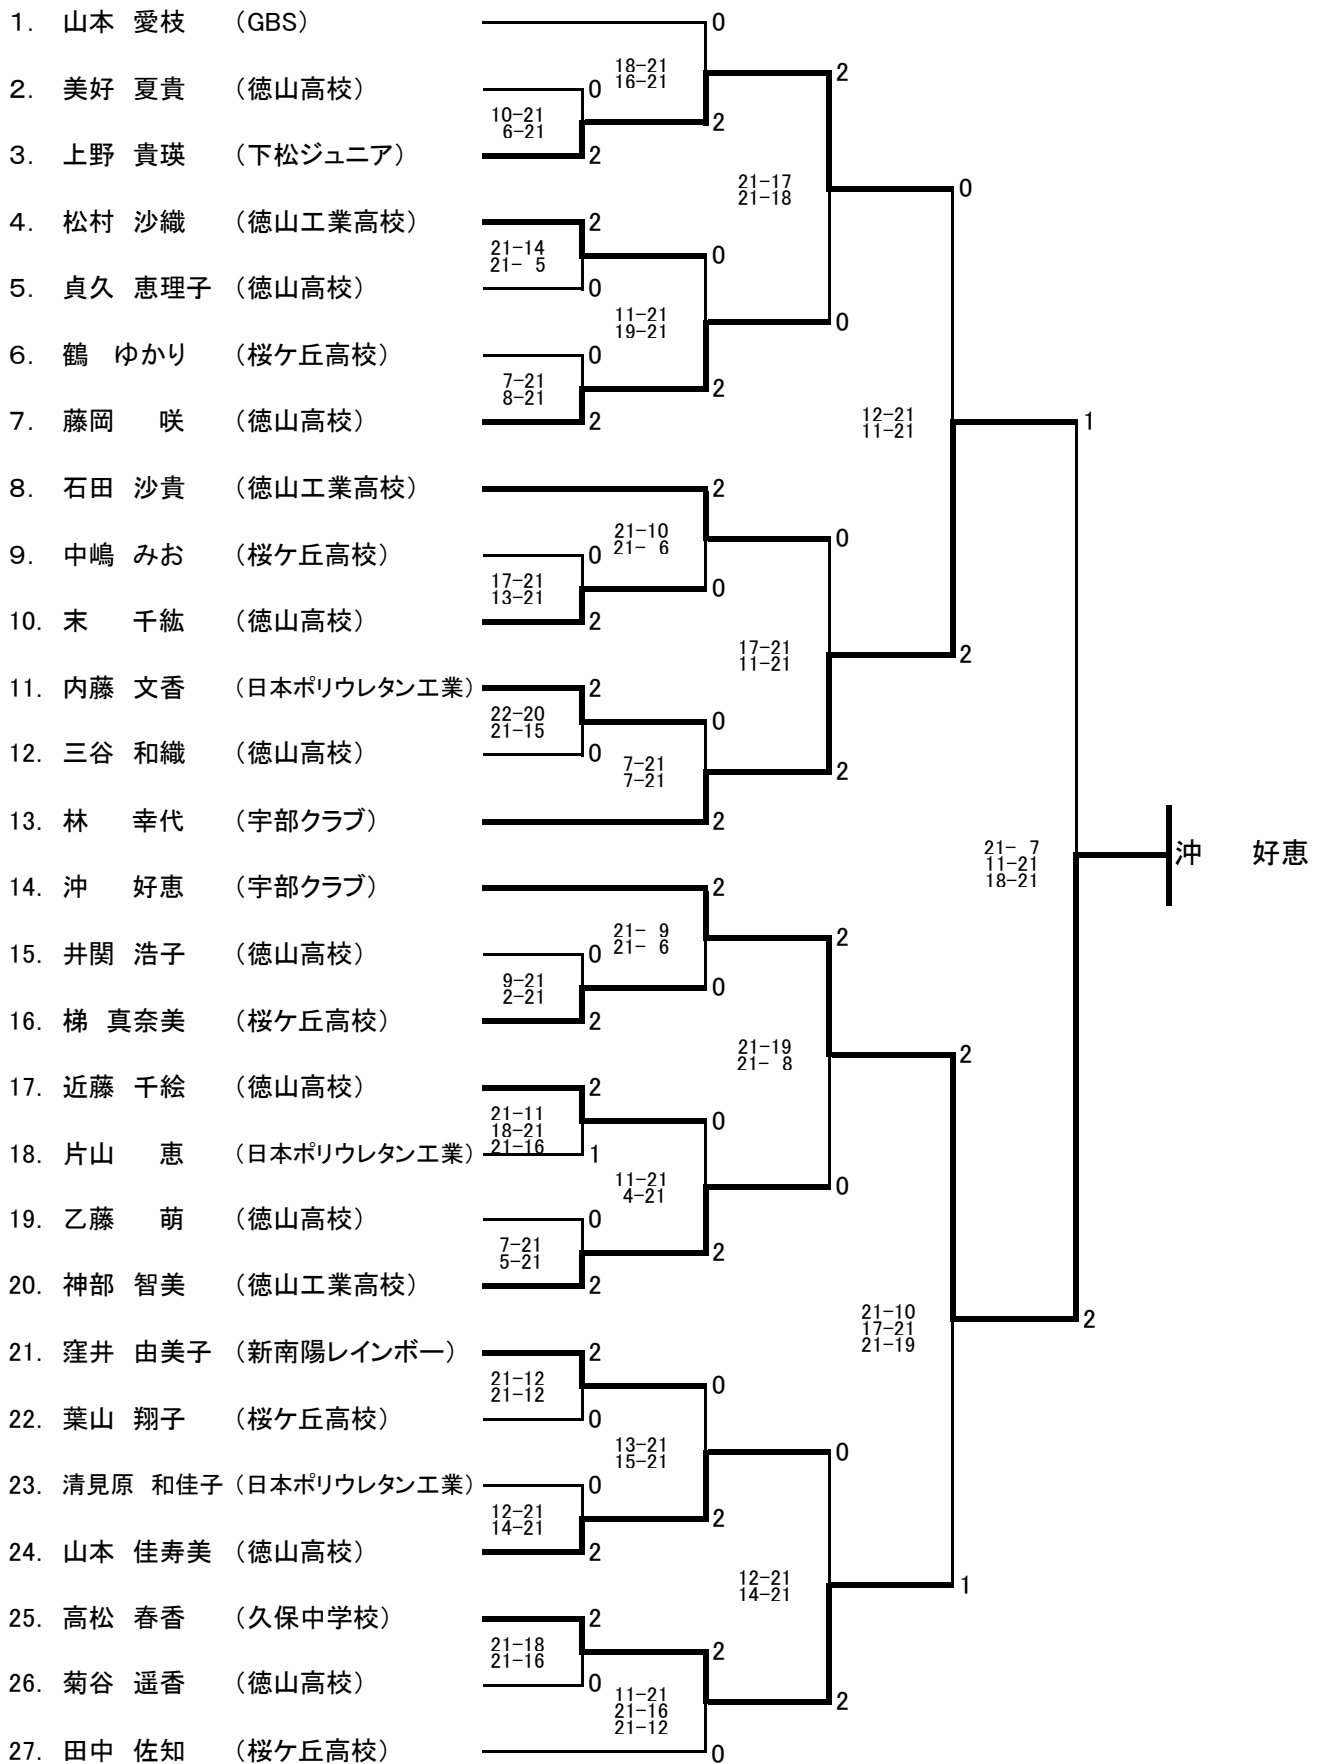 1. 山本 愛枝 （GBS） 0
18-21
16-21
2
2. 美好 夏貴 （徳山高校） 0
10-21
6-21
2
3. 上野 貴瑛 （下松ジュニア） 2
21-17
21-18
0
4. 松村 沙織 （徳山工業高校） 2
21-14
21- 5
0
5. 貞久 恵理子 （徳山高校） 0
11-21
19-21
0
6. 鶴 ゆかり （桜ケ丘高校） 0
7-21
8-21
2
7. 藤岡 咲 （徳山高校） 2
12-21
11-21
1
8. 石田 沙貴 （徳山工業高校） 2
21-10
21- 6
0
9. 中嶋 みお （桜ケ丘高校） 0
17-21
13-21
0
10. 末 千紘 （徳山高校） 2
17-21
11-21
2
11. 内藤 文香 （日本ポリウレタン工業） 2
22-20
21-15
0
12. 三谷 和織 （徳山高校） 0
7-21
7-21
2
13. 林 幸代 （宇部クラブ） 2
21- 7
11-21
18-21
沖 好恵
14. 沖 好恵 （宇部クラブ） 2
21- 9
21- 6
2
15. 井関 浩子 （徳山高校） 0
9-21
2-21
0
16. 梯 真奈美 （桜ケ丘高校） 2
21-19
21- 8
2
17. 近藤 千絵 （徳山高校） 2
21-11
18-21
21-16
0
18. 片山 恵 （日本ポリウレタン工業） 1
11-21
4-21
0
19. 乙藤 萌 （徳山高校） 0
7-21
5-21
2
20. 神部 智美 （徳山工業高校） 2
21-10
17-21
21-19
2
21. 窪井 由美子 （新南陽レインボー） 2
21-12
21-12
0
22. 葉山 翔子 （桜ケ丘高校） 0
13-21
15-21
0
23. 清見原 和佳子 （日本ポリウレタン工業） 0
12-21
14-21
2
24. 山本 佳寿美 （徳山高校） 2
12-21
14-21
1
25. 高松 春香 （久保中学校） 2
21-18
21-16
2
26. 菊谷 遥香 （徳山高校） 0
11-21
21-16
21-12
2
27. 田中 佐知 （桜ケ丘高校） 0